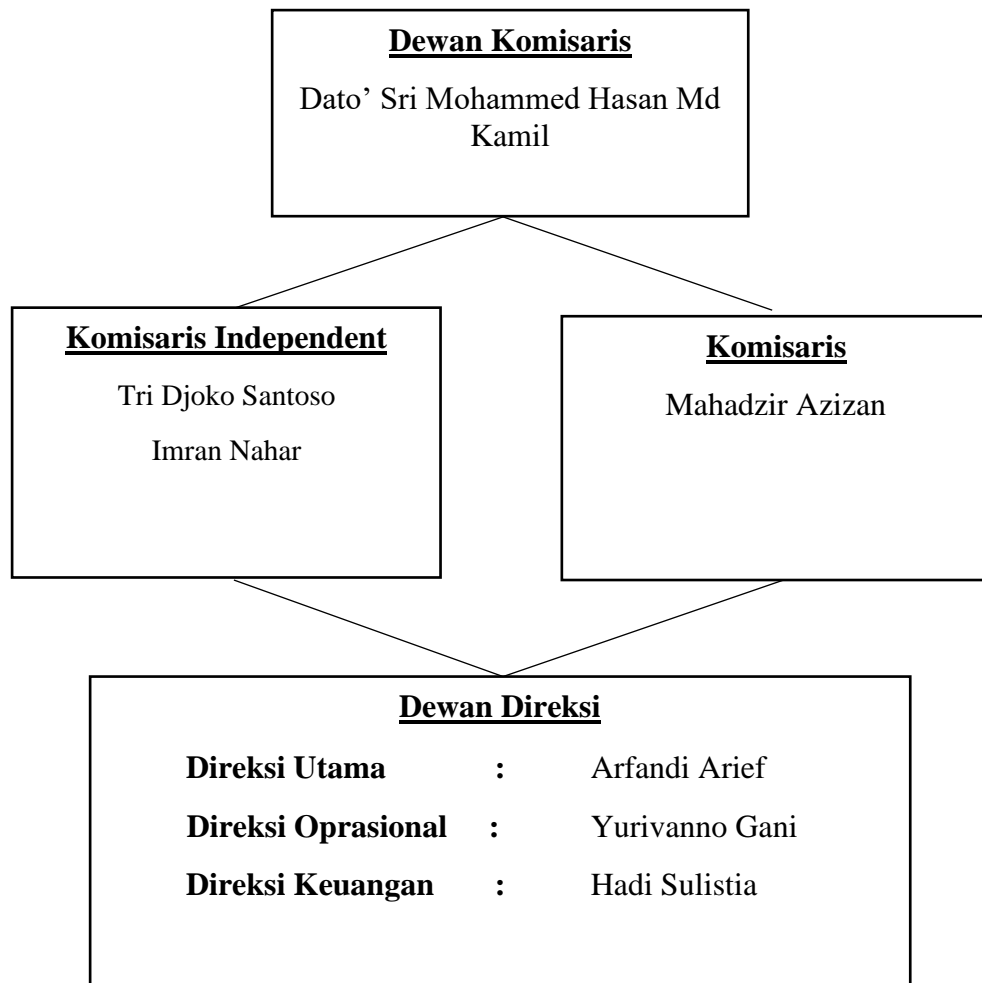 Dewan Komisaris
Dato’ Sri Mohammed Hasan Md
Kamil
Komisaris Independent
Tri Djoko Santoso
Imran Nahar
Komisaris
Mahadzir Azizan
Dewan Direksi
Direksi Utama : Arfandi Arief
Direksi Oprasional : Yurivanno Gani
Direksi Keuangan : Hadi Sulistia